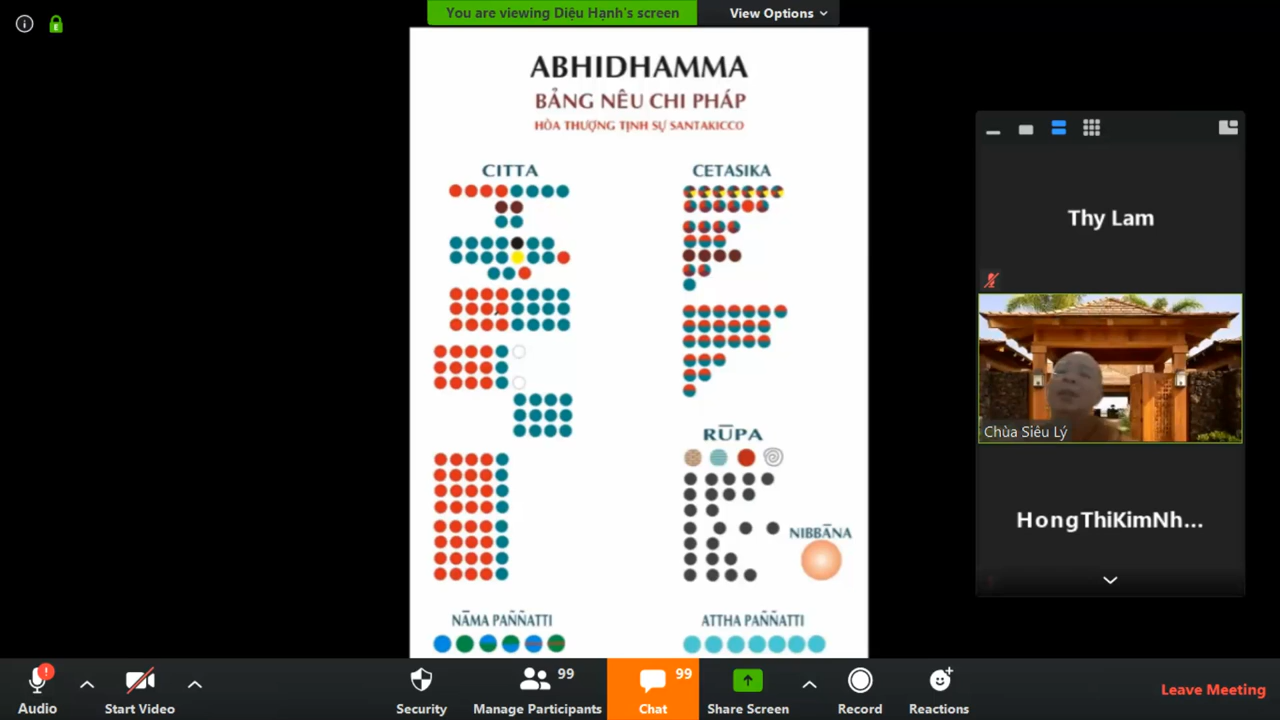 You are viewing Diệu Hạnh's screen
View Options
ABHIDHAMMA
BẢNG NÊU CHI PHÁP
HÒA THƯỢNG TỊNH SỰ SANTAKICCO
CITTA
CETASIKA
RŪPA
NIBBĀNA
NĀMA PAÑÑATTI
ATTHA PAÑÑATTI
Thy Lam
Chùa Siêu Lý
HongThiKimNh...
Audio
Start Video
Security
Manage Participants
99
Chat
99
Share Screen
Record
Reactions
Leave Meeting